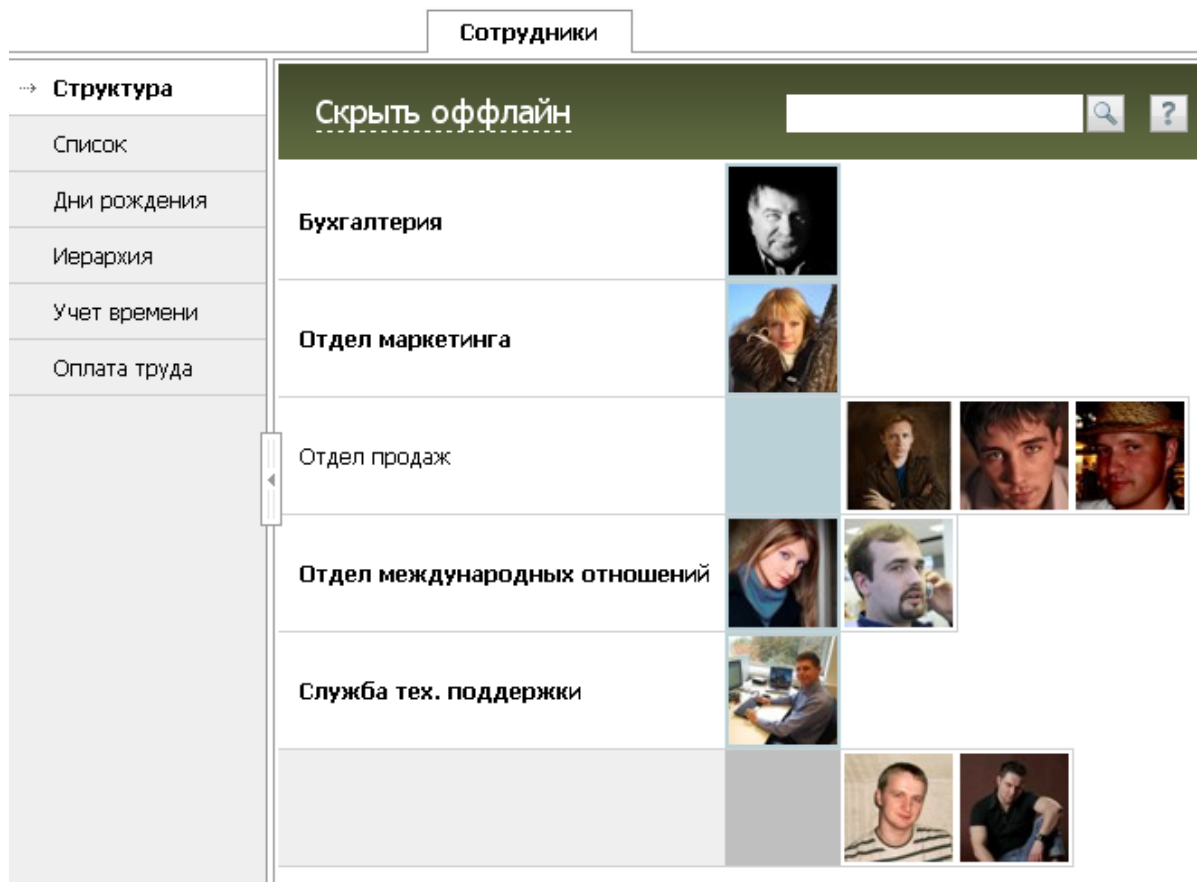 Сотрудники
Структура
Список
Дни рождения
Иерархия
Учет времени
Оплата труда
Скрыть оффлайн
?
Бухгалтерия
Отдел маркетинга
Отдел продаж
Отдел международных отношений
Служба тех. поддержки